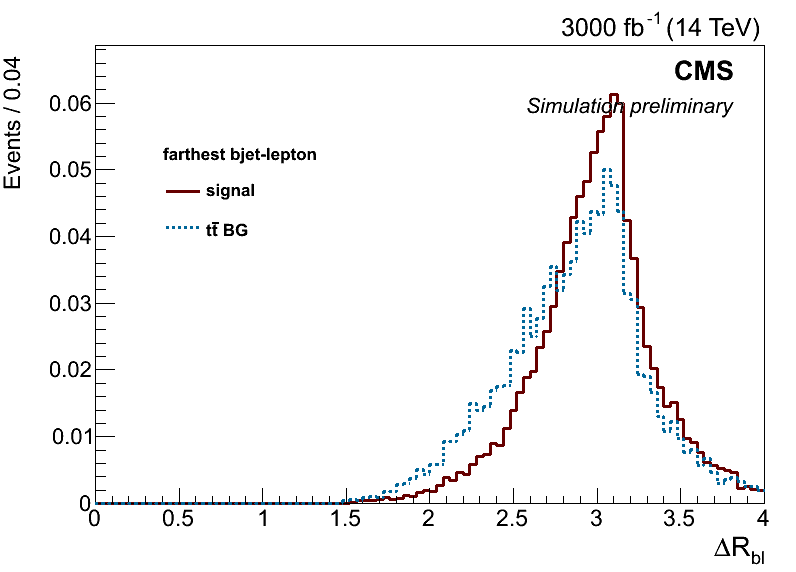 3000 fb⁻¹ (14 TeV)
CMS
Simulation preliminary
Events / 0.04
farthest bjet-lepton
signal
tt̄ BG
0.06
0.05
0.04
0.03
0.02
0.01
0
0 0.5 1 1.5 2 2.5 3 3.5 4
ΔR_bl